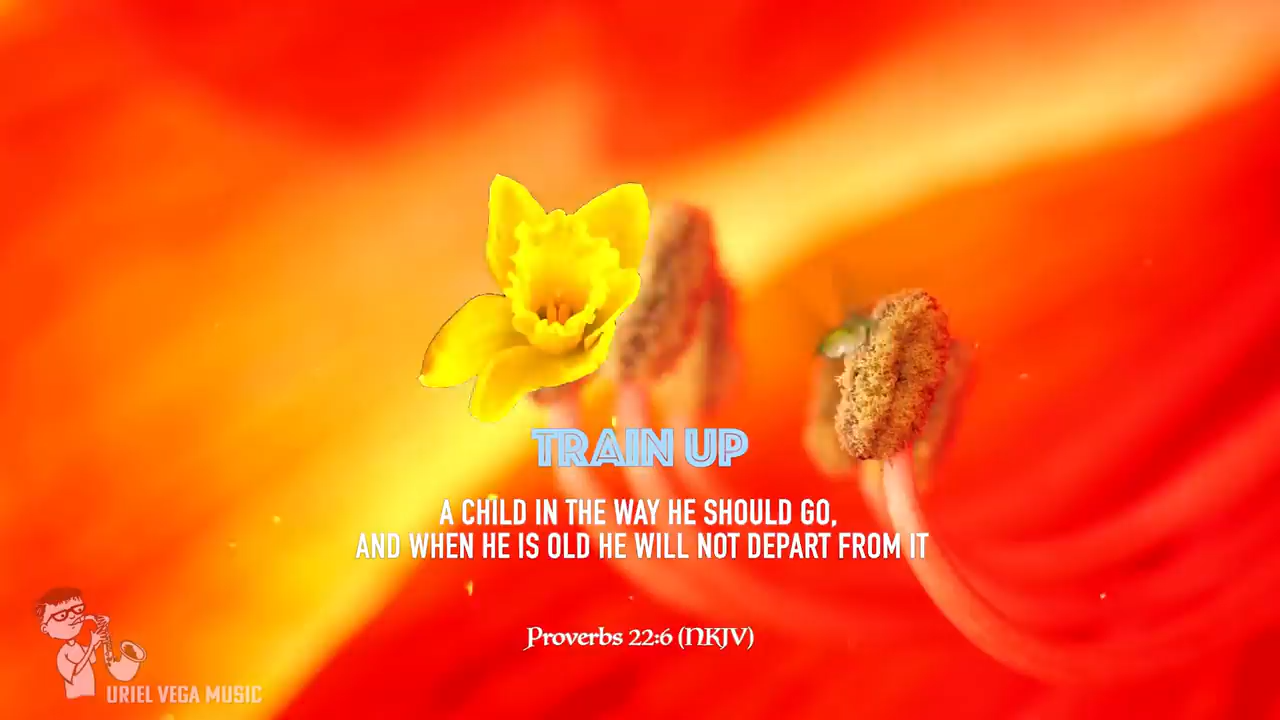 TRAIN UP
A CHILD IN THE WAY HE SHOULD GO,
AND WHEN HE IS OLD HE WILL NOT DEPART FROM IT
Proverbs 22:6 (NKJV)
URIEL VEGA MUSIC